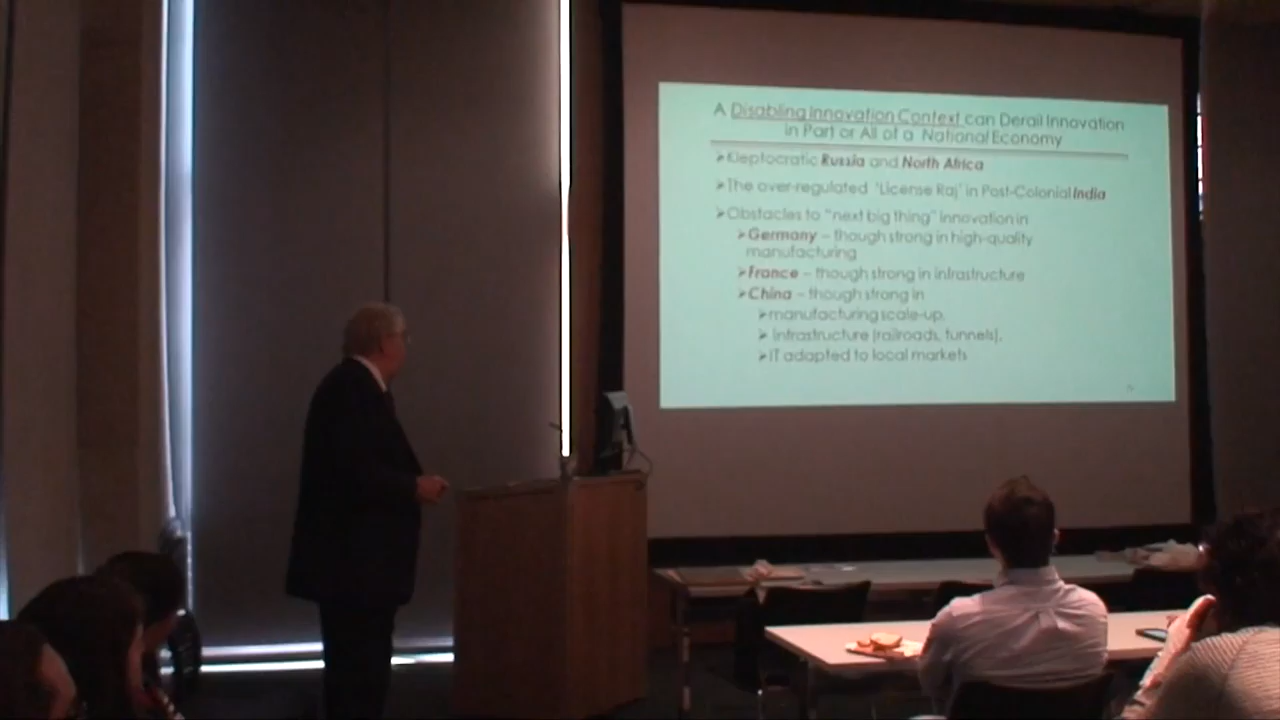 A Disabling Innovation Context can Derail Innovation
in Part or All of a National Economy
➢Kleptocratic Russia and North Africa
➢The over-regulated 'License Raj' in Post-Colonial India
➢Obstacles to "next big thing" innovation in
➢Germany – though strong in high-quality
manufacturing
➢France – though strong in infrastructure
➢China – though strong in
➢manufacturing scale-up,
➢ infrastructure (railroads, tunnels),
➢IT adapted to local markets